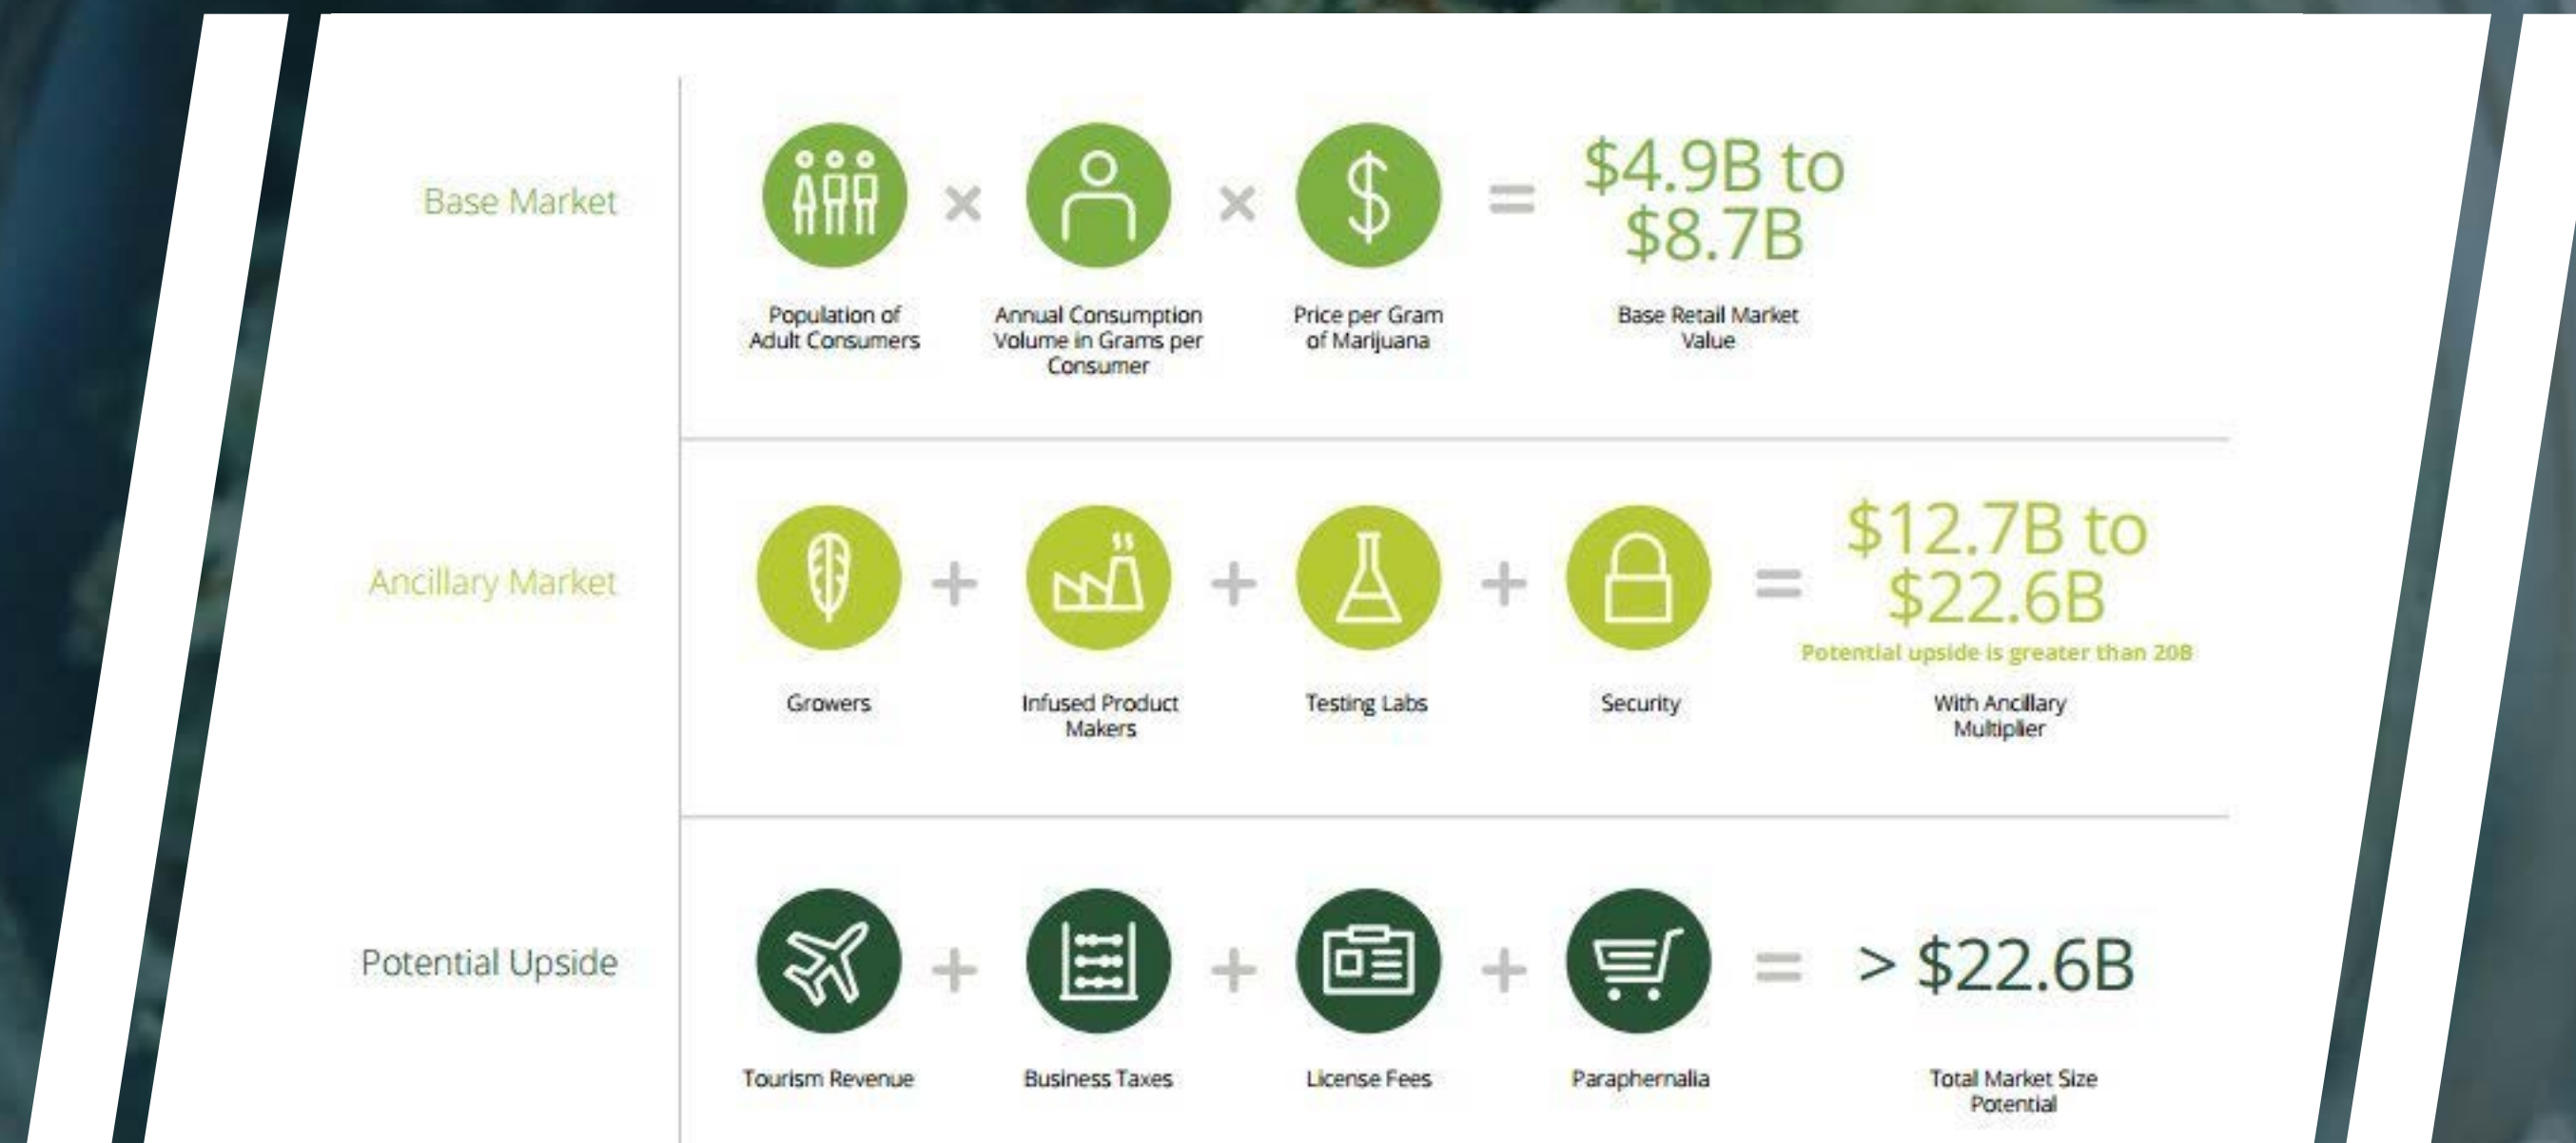 Base Market
×
×
=
$4.9B to
$8.7B
Population of
Adult Consumers
Annual Consumption
Volume in Grams per
Consumer
Price per Gram
of Marijuana
Base Retail Market
Value
Ancillary Market
+
+
+
=
$12.7B to
$22.6B
Potential upside is greater than 20B
Growers
Infused Product
Makers
Testing Labs
Security
With Ancillary
Multiplier
Potential Upside
+
+
+
=
> $22.6B
Tourism Revenue
Business Taxes
License Fees
Paraphernalia
Total Market Size
Potential